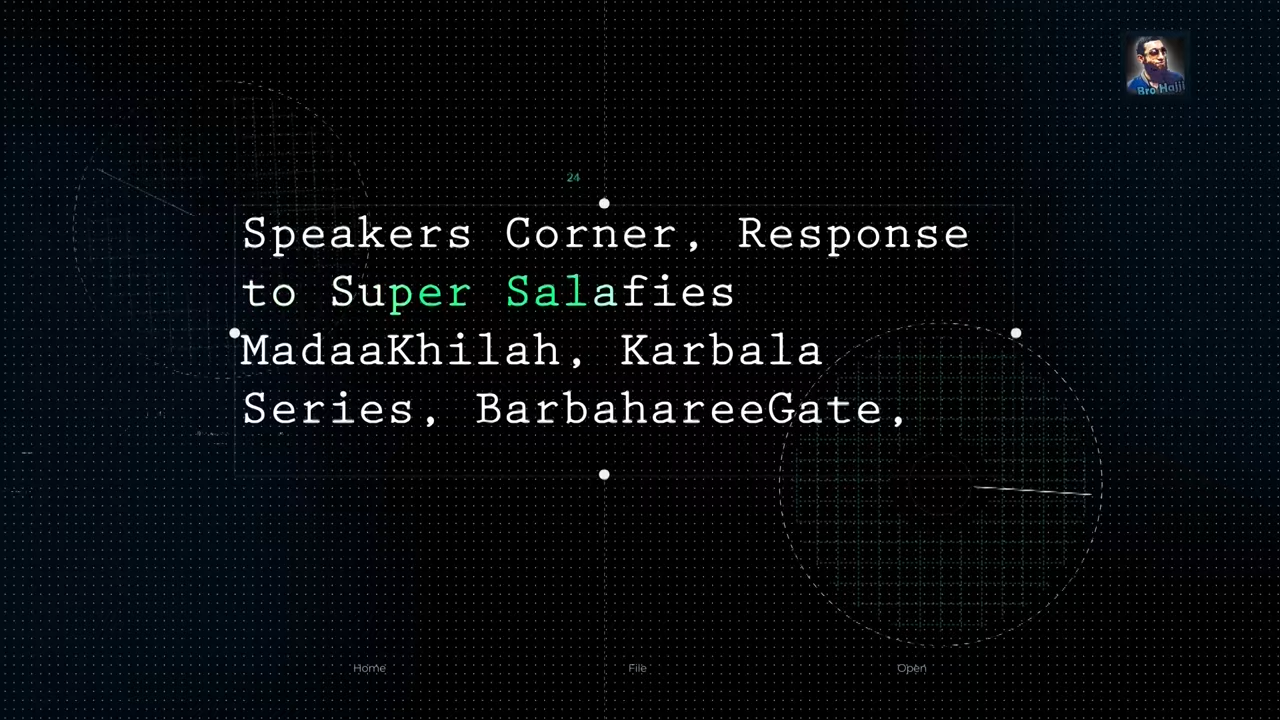 Bro Hajji
24
Speakers Corner, Response
to Super Salafies
MadaaKhilah, Karbala
Series, BarbahareeGate,
Home File Open